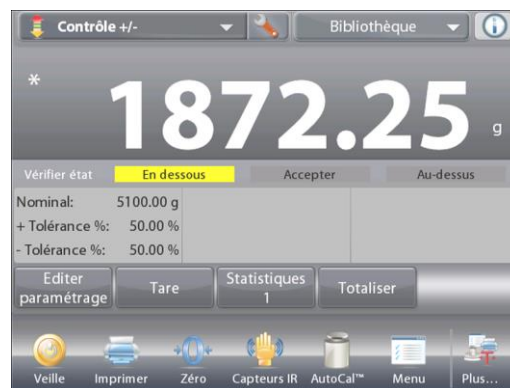 Contrôle +/- Bibliothèque
* 1872.25 g
Vérifier état En dessous Accepter Au-dessus
Nominal: 5100.00 g
+ Tolérance %: 50.00 %
- Tolérance %: 50.00 %
Editer paramétrage
Tare
Statistiques 1
Totaliser
Veille Imprimer Zéro Capteurs IR AutoCal™ Menu Plus...